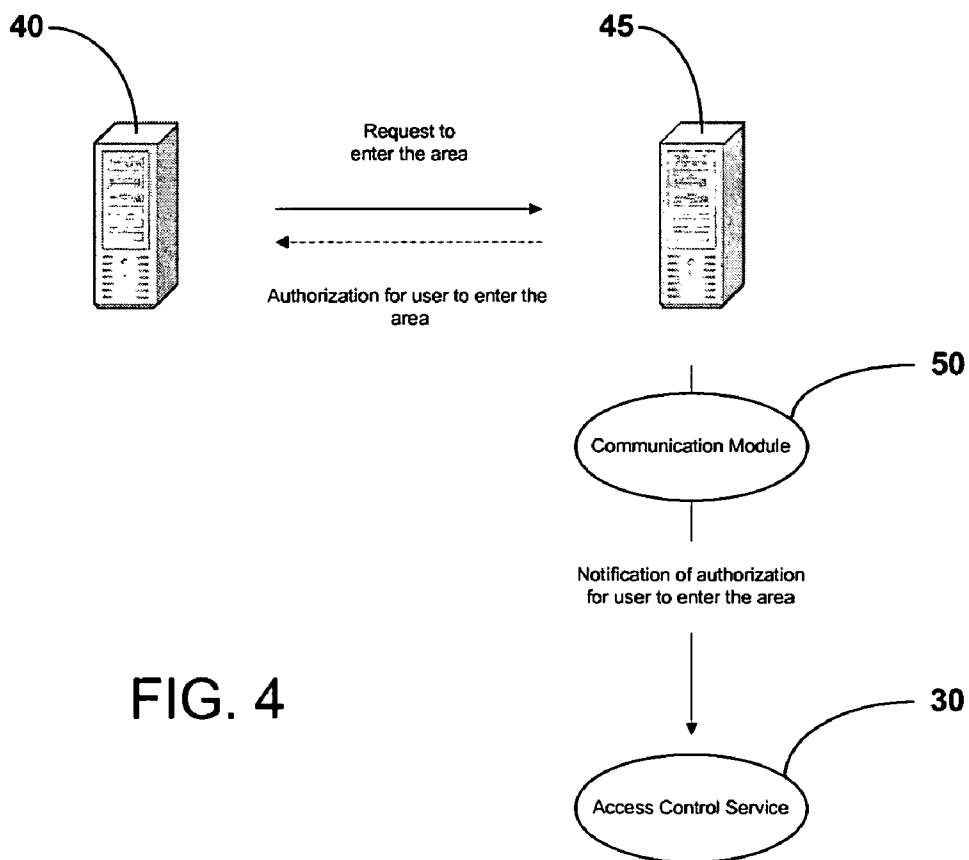 40
45
Request to
enter the area
Authorization for user to enter the
area
50
Communication Module
Notification of authorization
for user to enter the area
FIG. 4
30
Access Control Service